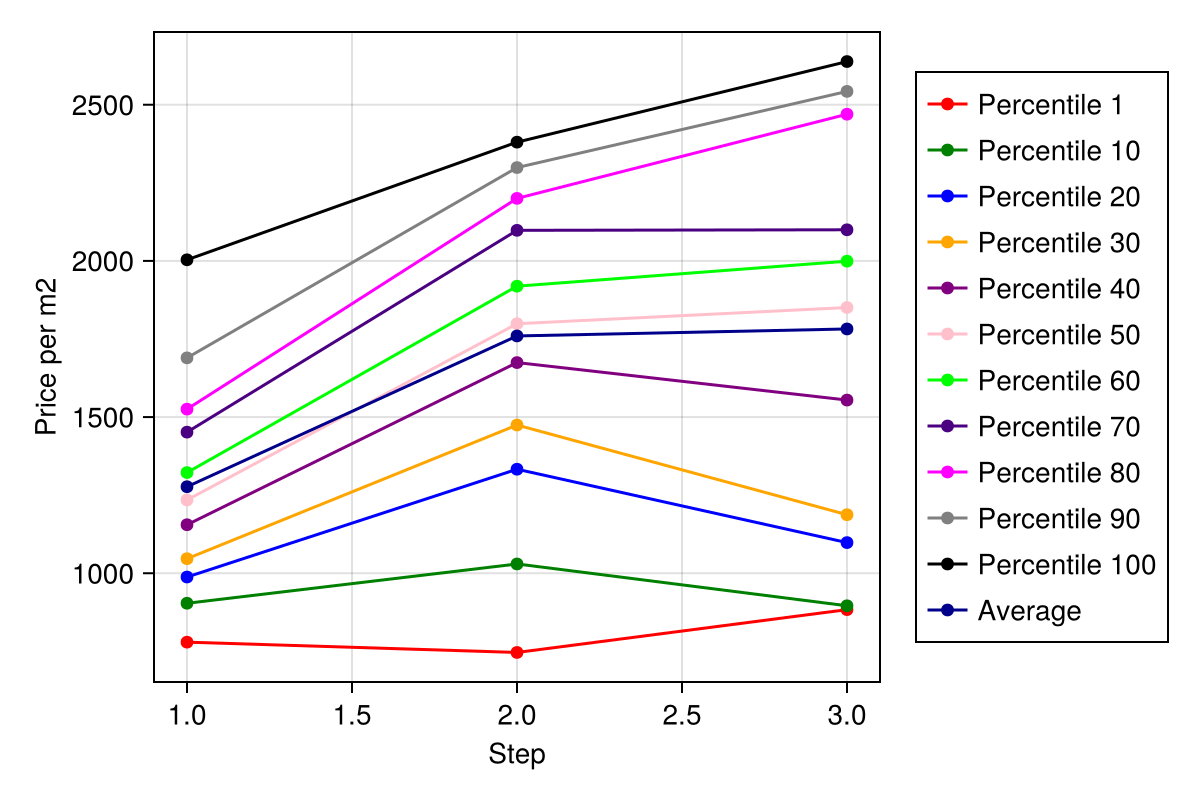 2500
2000
1500
1000
Price per m2
1.0 1.5 2.0 2.5 3.0
Step
Percentile 1
Percentile 10
Percentile 20
Percentile 30
Percentile 40
Percentile 50
Percentile 60
Percentile 70
Percentile 80
Percentile 90
Percentile 100
Average